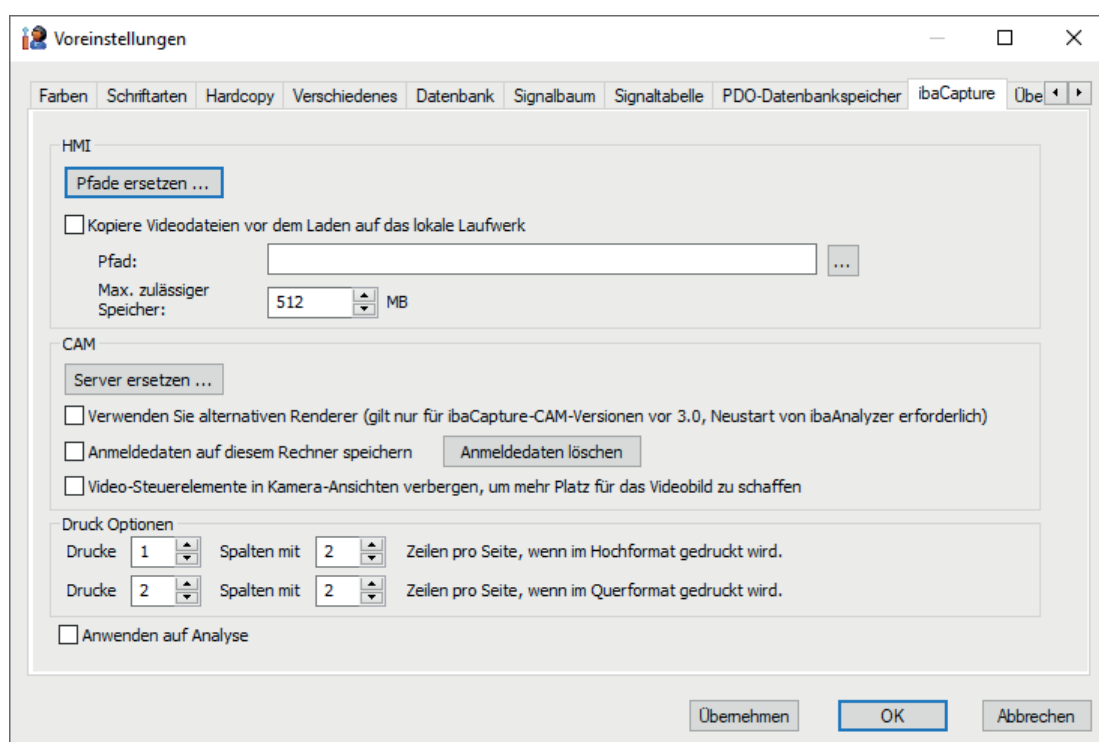 Voreinstellungen
Farben Schriftarten Hardcopy Verschiedenes Datenbank Signalbaum Signaltabelle PDO-Datenbankspeicher ibaCapture Übe
HMI
Pfade ersetzen ...
Kopiere Videodateien vor dem Laden auf das lokale Laufwerk
Pfad: ...
Max. zulässiger
Speicher: 512 MB
CAM
Server ersetzen ...
Verwenden Sie alternativen Renderer (gilt nur für ibaCapture-CAM-Versionen vor 3.0, Neustart von ibaAnalyzer erforderlich)
Anmeldedaten auf diesem Rechner speichern Anmeldedaten löschen
Video-Steuerelemente in Kamera-Ansichten verbergen, um mehr Platz für das Videobild zu schaffen
Druck Optionen
Drucke 1 Spalten mit 2 Zeilen pro Seite, wenn im Hochformat gedruckt wird.
Drucke 2 Spalten mit 2 Zeilen pro Seite, wenn im Querformat gedruckt wird.
Anwenden auf Analyse
Übernehmen OK Abbrechen